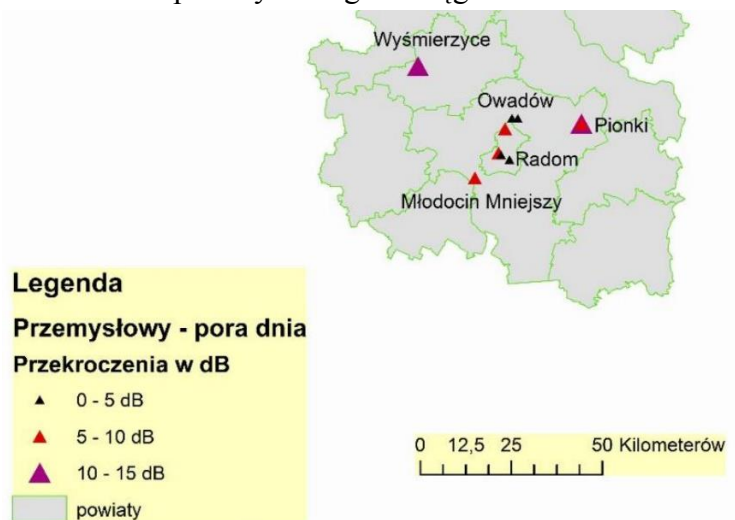 Wyśmierzyce
Owadów
Pionki
Radom
Młodocin Mniejszy
Legenda
Przemysłowy - pora dnia
Przekroczenia w dB
0 - 5 dB
5 - 10 dB
10 - 15 dB
powiaty
0 12,5 25 50 Kilometerów